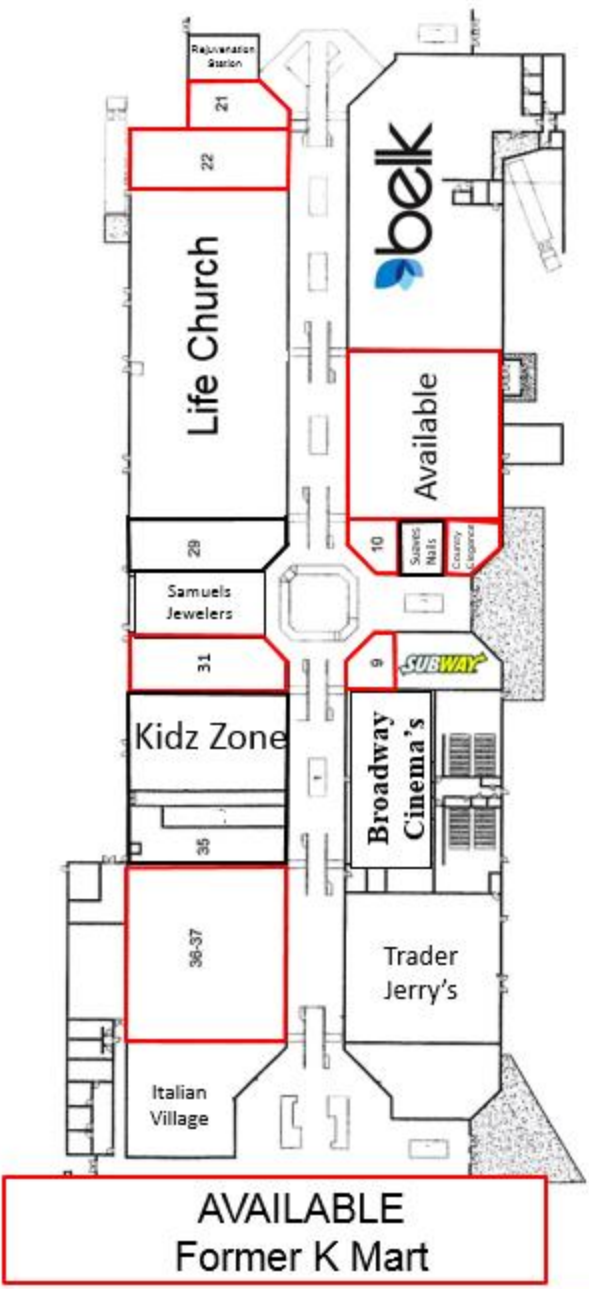 Rejuvenation
Station
21
22
belk
Life Church
Available
29
10
Suaves
Nails
Country
Elegance
Samuels
Jewelers
31
9
SUBWAY
Kidz Zone
1
Broadway
Cinema's
35
36-37
Trader
Jerry's
Italian
Village
AVAILABLE
Former K Mart